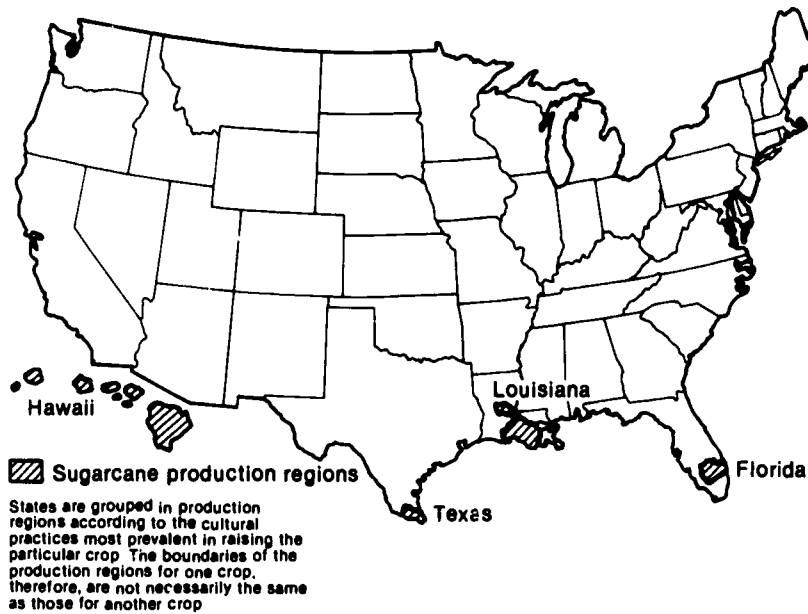 Louisiana
Hawaii
Florida
Texas
Sugarcane production regions
States are grouped in production
regions according to the cultural
practices most prevalent in raising the
particular crop The boundaries of the
production regions for one crop,
therefore, are not necessarily the same
as those for another crop